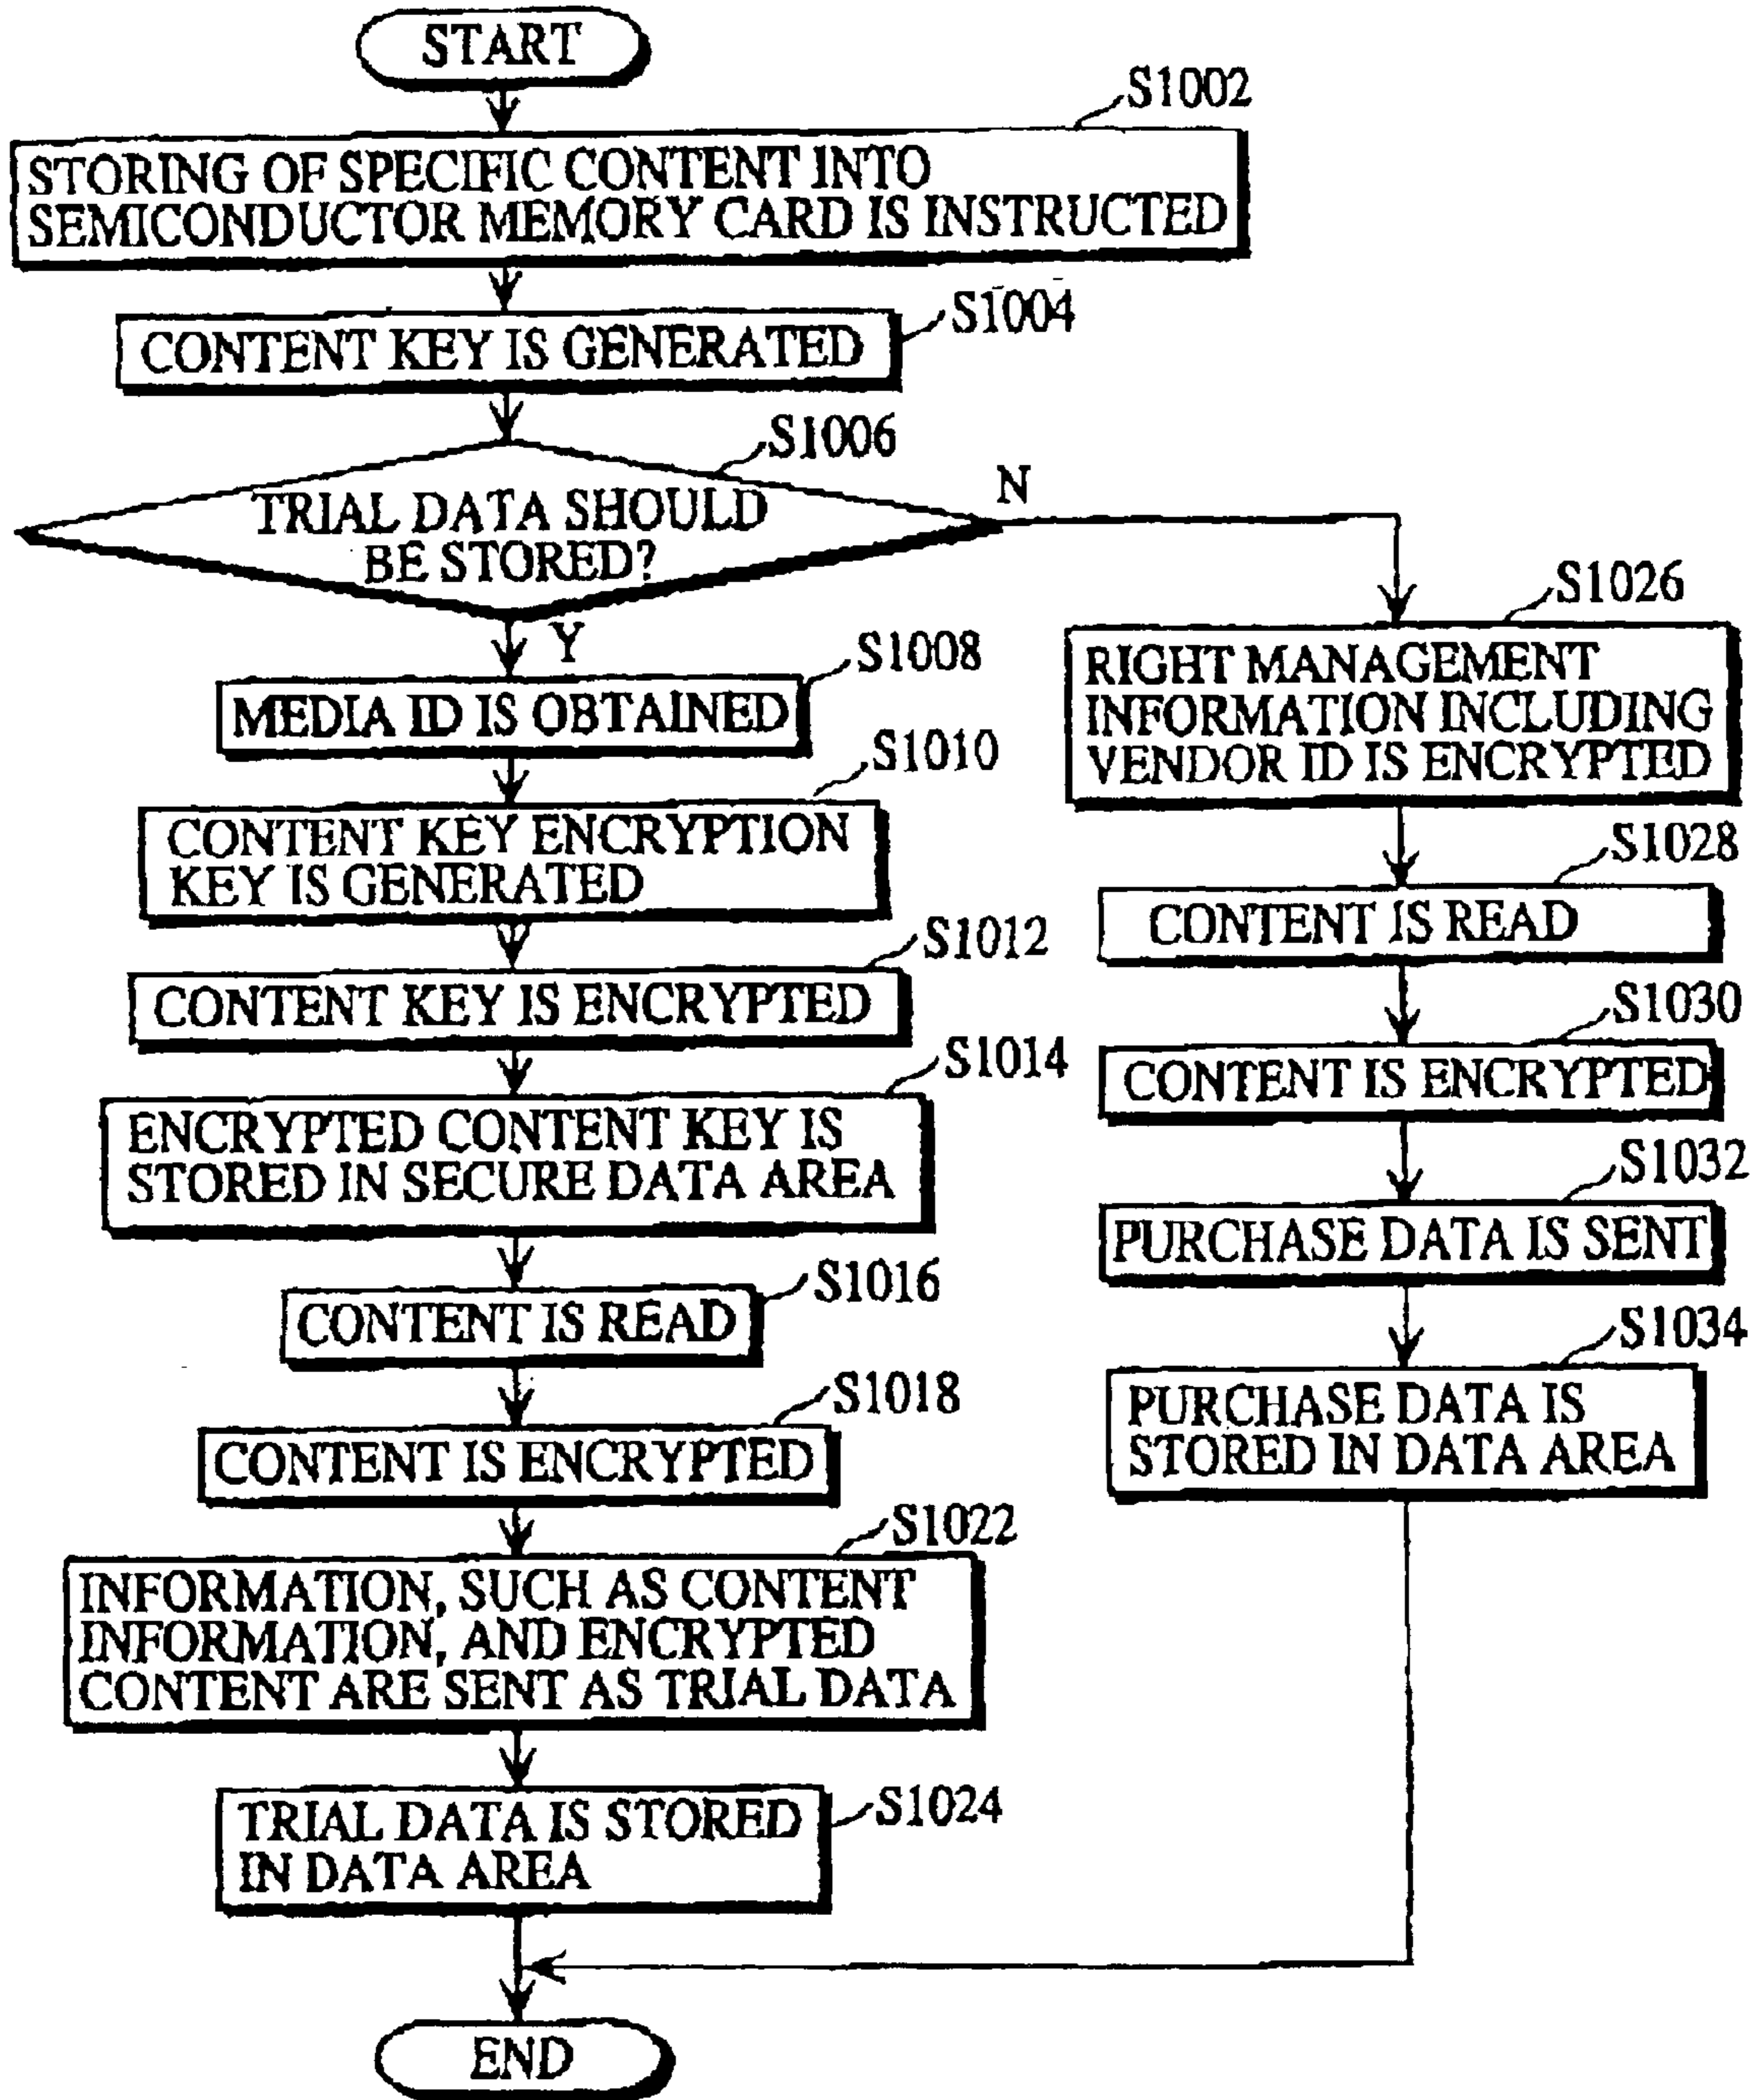 START
S1002
STORING OF SPECIFIC CONTENT INTO
SEMICONDUCTOR MEMORY CARD IS INSTRUCTED
S1004
CONTENT KEY IS GENERATED
S1006
TRIAL DATA SHOULD
BE STORED?
N
Y
S1008
MEDIA ID IS OBTAINED
S1010
CONTENT KEY ENCRYPTION
KEY IS GENERATED
S1012
CONTENT KEY IS ENCRYPTED
S1014
ENCRYPTED CONTENT KEY IS
STORED IN SECURE DATA AREA
S1016
CONTENT IS READ
S1018
CONTENT IS ENCRYPTED
S1022
INFORMATION, SUCH AS CONTENT
INFORMATION, AND ENCRYPTED
CONTENT ARE SENT AS TRIAL DATA
S1024
TRIAL DATA IS STORED
IN DATA AREA
S1026
RIGHT MANAGEMENT
INFORMATION INCLUDING
VENDOR ID IS ENCRYPTED
S1028
CONTENT IS READ
S1030
CONTENT IS ENCRYPTED
S1032
PURCHASE DATA IS SENT
S1034
PURCHASE DATA IS
STORED IN DATA AREA
END